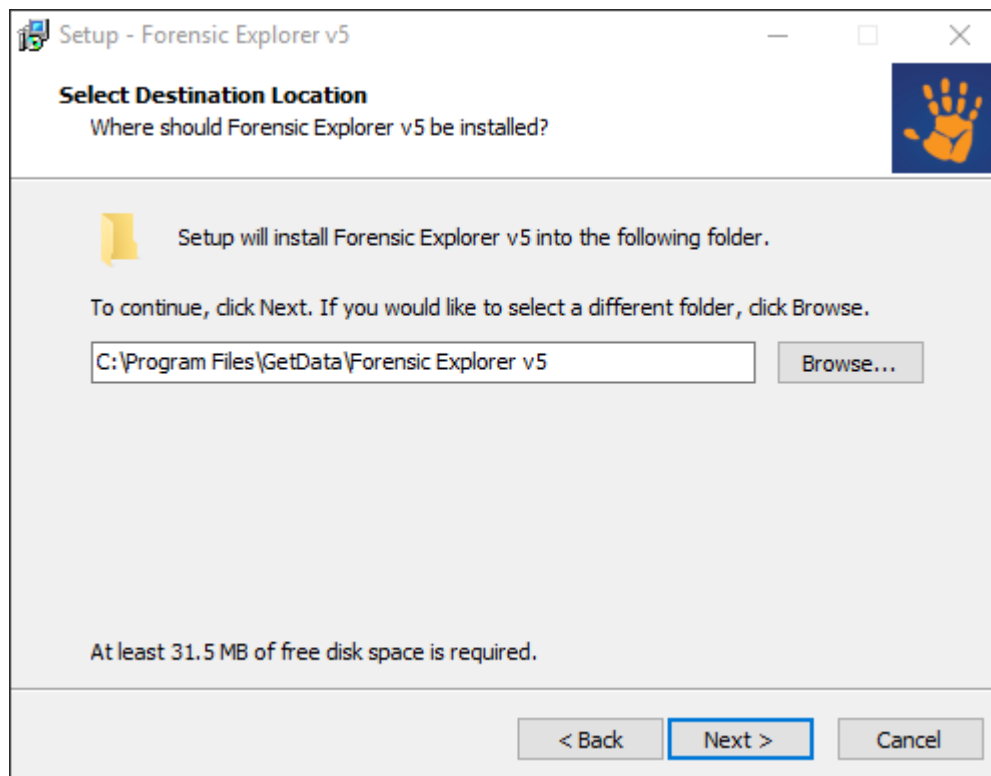 Setup - Forensic Explorer v5
Select Destination Location
Where should Forensic Explorer v5 be installed?
Setup will install Forensic Explorer v5 into the following folder.
To continue, click Next. If you would like to select a different folder, click Browse.
C:\Program Files\GetData\Forensic Explorer v5
Browse...
At least 31.5 MB of free disk space is required.
< Back
Next >
Cancel